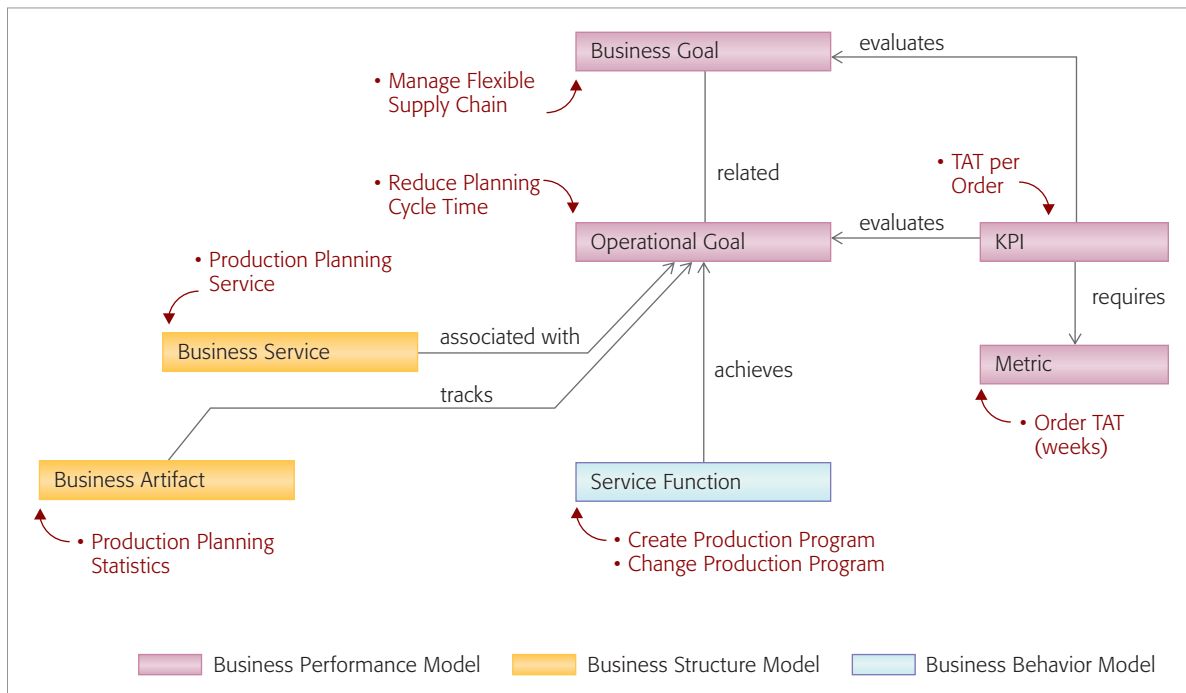 Business Goal
evaluates
• Manage Flexible
Supply Chain
• TAT per
Order
related
• Reduce Planning
Cycle Time
Operational Goal
evaluates
KPI
• Production Planning
Service
requires
associated with
Business Service
achieves
Metric
tracks
• Order TAT
(weeks)
Business Artifact
Service Function
• Production Planning
Statistics
• Create Production Program
• Change Production Program
Business Performance Model
Business Structure Model
Business Behavior Model